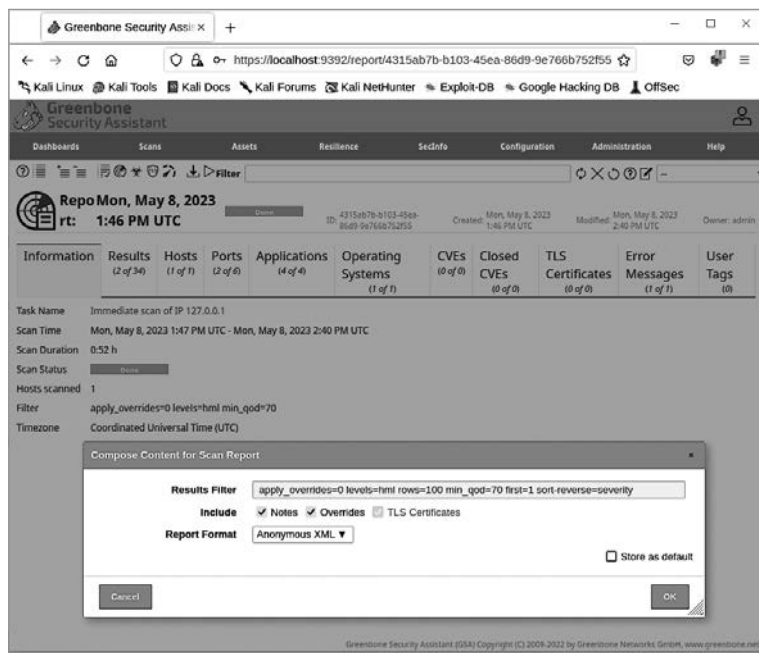 Greenbone Security Assis × +
https://localhost:9392/report/4315ab7b-b103-45ea-86d9-9e766b752f55
Kali Linux Kali Tools Kali Docs Kali Forums Kali NetHunter Exploit-DB Google Hacking DB OffSec
Greenbone
Security Assistant
Dashboards Scans Assets Resilience SecInfo Configuration Administration Help
Filter --
Repo Mon, May 8, 2023
rt: 1:46 PM UTC
Done
ID: 4315ab7b-b103-45ea-
86d9-9e766b752f55
Created: Mon, May 8, 2023
1:46 PM UTC
Modified: Mon, May 8, 2023
2:40 PM UTC
Owner: admin
Information
Results
(2 of 34)
Hosts
(1 of 1)
Ports
(2 of 6)
Applications
(4 of 4)
Operating
Systems
(1 of 1)
CVEs
(0 of 0)
Closed
CVEs
(0 of 0)
TLS
Certificates
(0 of 0)
Error
Messages
(1 of 1)
User
Tags
(0)
Task Name Immediate scan of IP 127.0.0.1
Scan Time Mon, May 8, 2023 1:47 PM UTC - Mon, May 8, 2023 2:40 PM UTC
Scan Duration 0:52 h
Scan Status Done
Hosts scanned 1
Filter apply_overrides=0 levels=hml min_qod=70
Timezone Coordinated Universal Time (UTC)
Compose Content for Scan Report ×
Results Filter apply_overrides=0 levels=hml rows=100 min_qod=70 first=1 sort-reverse=severity
Include Notes Overrides TLS Certificates
Report Format Anonymous XML ▼
Store as default
Cancel OK
Greenbone Security Assistant (GSA) Copyright (C) 2009-2022 by Greenbone Networks GmbH, www.greenbone.net